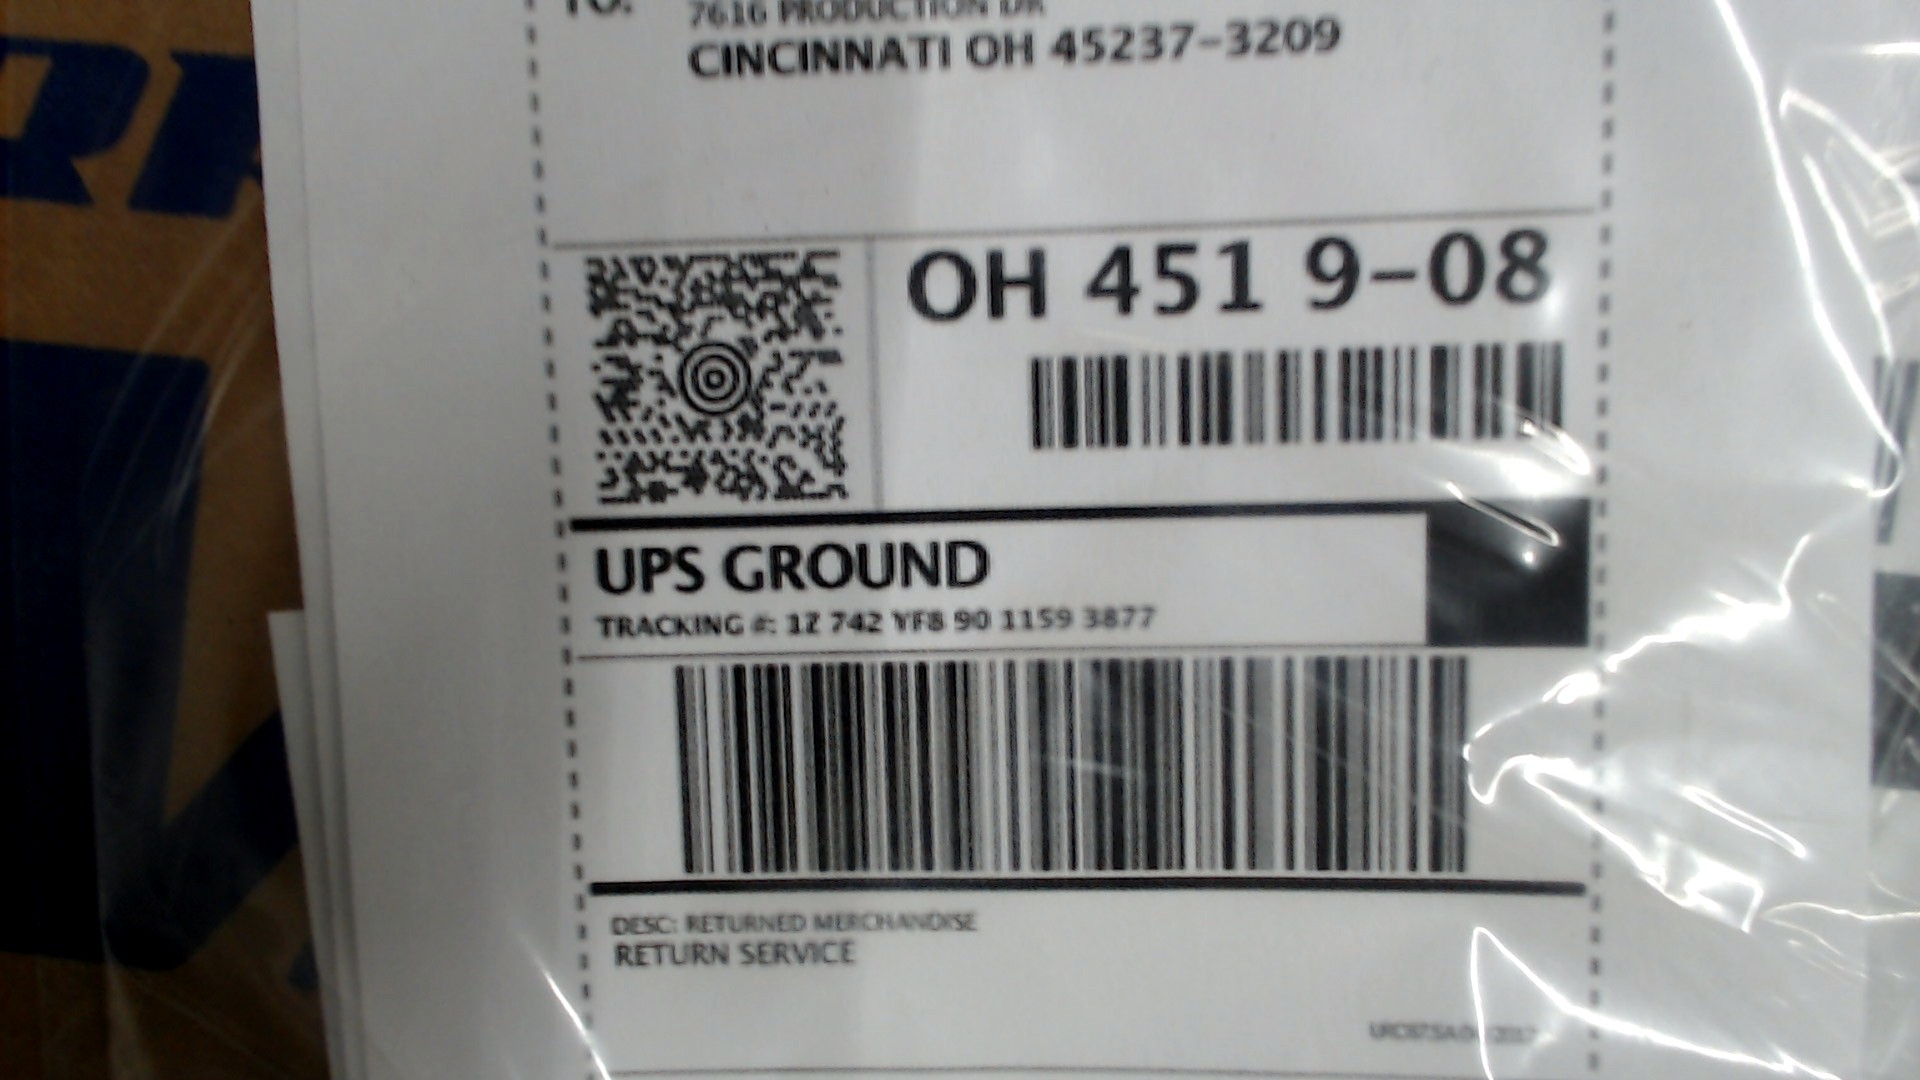 TO:
7616 PRODUCTION DR
CINCINNATI OH 45237-3209
OH 451 9-08
UPS GROUND
TRACKING #: 1Z 742 YF8 90 1159 3877
DESC: RETURNED MERCHANDISE
RETURN SERVICE